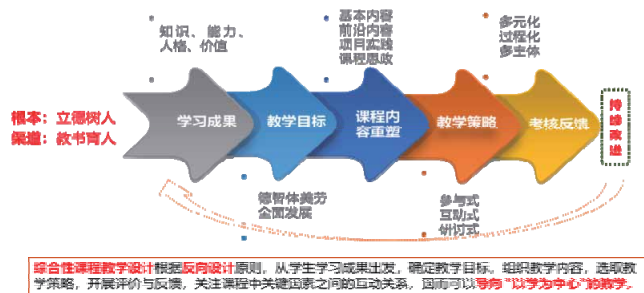 知识、能力、
人格、价值
基本内容
前沿内容
项目实践
课程思政
多元化
过程化
多主体
根本：立德树人
渠道：教书育人
学习成果
教学目标
课程内
容重塑
教学策略
考核反馈
持续改进
德智体美劳
全面发展
参与式
互助式
研讨式
综合性课程教学设计根据反向设计原则，从学生学习成果出发，确定教学目标。组织教学内容，选取教
学策略，开展评价与反馈，关注课程中关键因素之间的互动关系，因而可以导向“以学为中心”的教学。